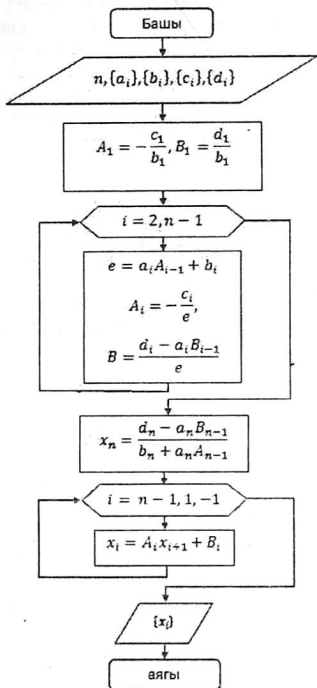 Башы
n, {aᵢ}, {bᵢ}, {cᵢ}, {dᵢ}
A₁ = −c₁/b₁, B₁ = d₁/b₁
i = 2, n − 1
e = aᵢAᵢ₋₁ + bᵢ
Aᵢ = −cᵢ/e,
B = (dᵢ − aᵢBᵢ₋₁)/e
xₙ = (dₙ − aₙBₙ₋₁)/(bₙ + aₙAₙ₋₁)
i = n − 1, 1, −1
xᵢ = Aᵢxᵢ₊₁ + Bᵢ
{xᵢ}
аягы